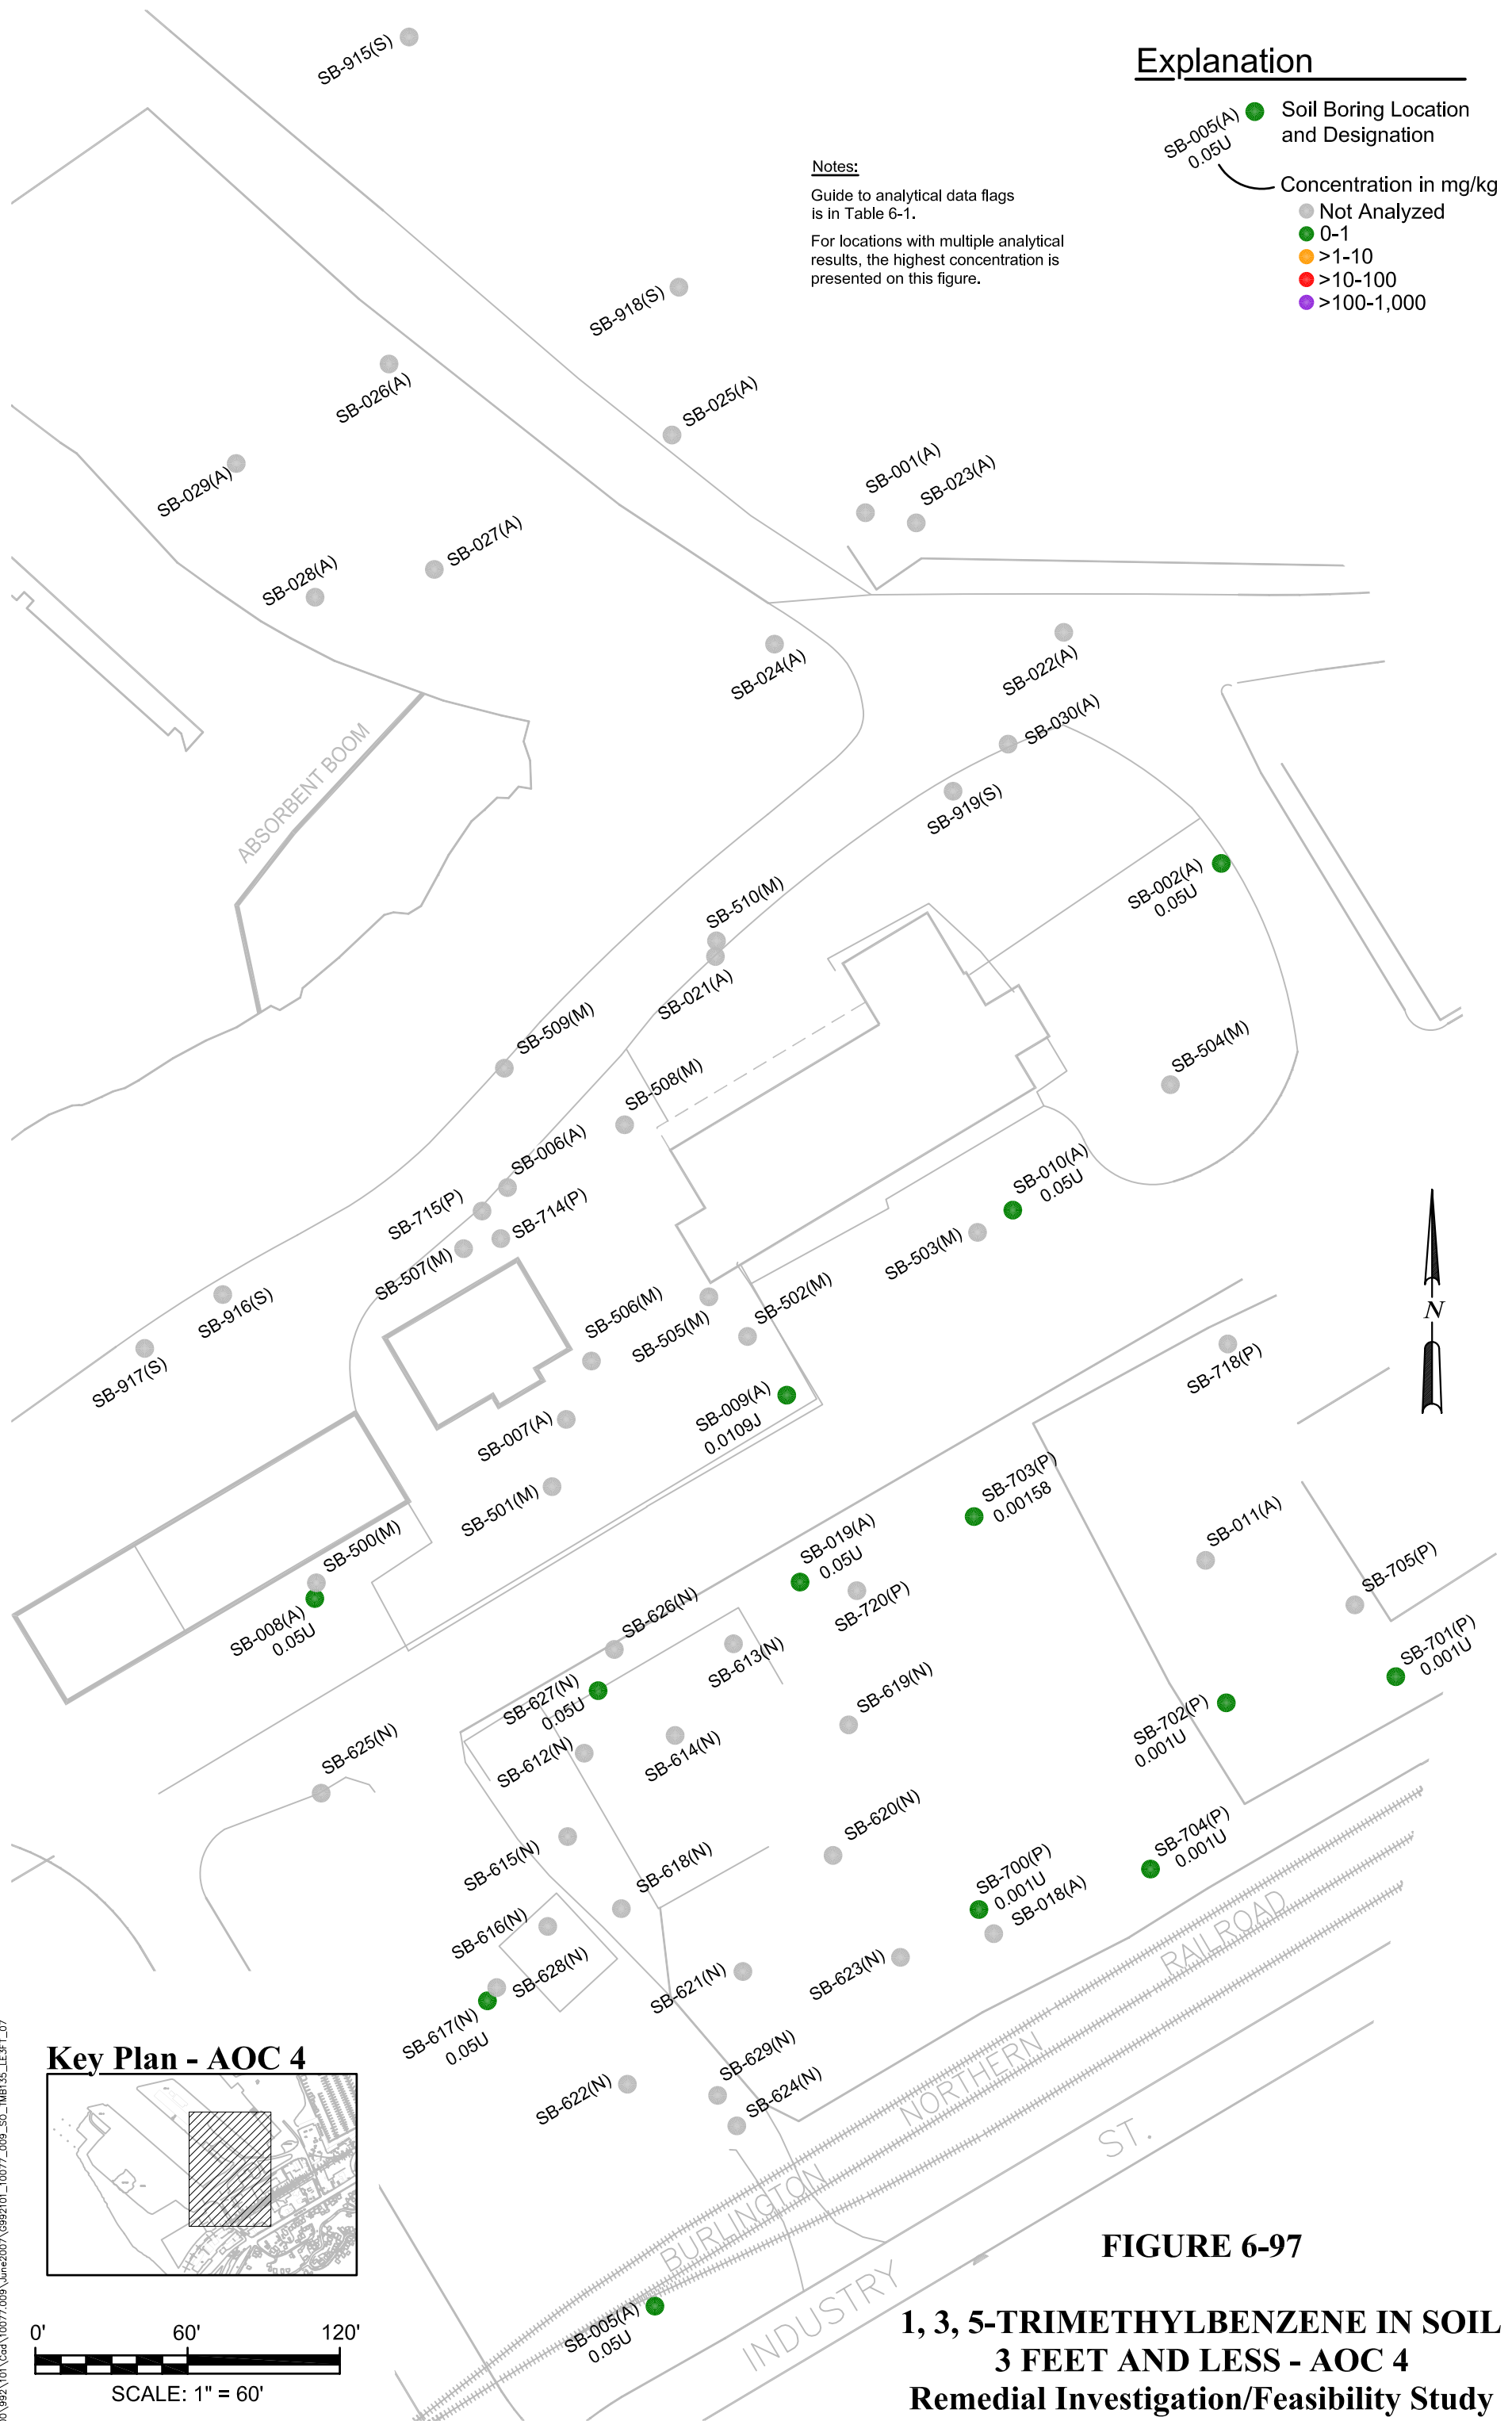 SB-915(S)
Explanation
SB-005(A)
0.05U
Soil Boring Location
and Designation
Concentration in mg/kg
Not Analyzed
0-1
>1-10
>10-100
>100-1,000
Notes:
Guide to analytical data flags
is in Table 6-1.
For locations with multiple analytical
results, the highest concentration is
presented on this figure.
SB-918(S)
SB-026(A)
SB-025(A)
SB-029(A)
SB-001(A)
SB-023(A)
SB-027(A)
SB-028(A)
SB-024(A)
SB-022(A)
SB-030(A)
ABSORBENT BOOM
SB-919(S)
SB-002(A)
0.05U
SB-510(M)
SB-021(A)
SB-509(M)
SB-504(M)
SB-508(M)
SB-006(A)
SB-010(A)
0.05U
SB-715(P)
SB-714(P)
SB-503(M)
SB-507(M)
SB-916(S)
SB-506(M)
SB-505(M)
SB-502(M)
N
SB-917(S)
SB-718(P)
SB-009(A)
0.0109J
SB-007(A)
SB-501(M)
SB-703(P)
0.00158
SB-019(A)
0.05U
SB-011(A)
SB-500(M)
SB-008(A)
0.05U
SB-720(P)
SB-705(P)
SB-626(N)
SB-613(N)
SB-701(P)
0.001U
SB-627(N)
0.05U
SB-619(N)
SB-702(P)
0.001U
SB-612(N)
SB-614(N)
SB-625(N)
SB-620(N)
SB-704(P)
0.001U
SB-615(N)
SB-618(N)
SB-700(P)
0.001U
SB-018(A)
SB-616(N)
SB-628(N)
SB-621(N)
SB-623(N)
SB-617(N)
0.05U
SB-629(N)
SB-622(N)
SB-624(N)
BURLINGTON NORTHERN RAILROAD
INDUSTRY ST.
SB-005(A)
0.05U
Key Plan - AOC 4
0' 60' 120'
SCALE: 1" = 60'
FIGURE 6-97
1, 3, 5-TRIMETHYLBENZENE IN SOIL
3 FEET AND LESS - AOC 4
Remedial Investigation/Feasibility Study